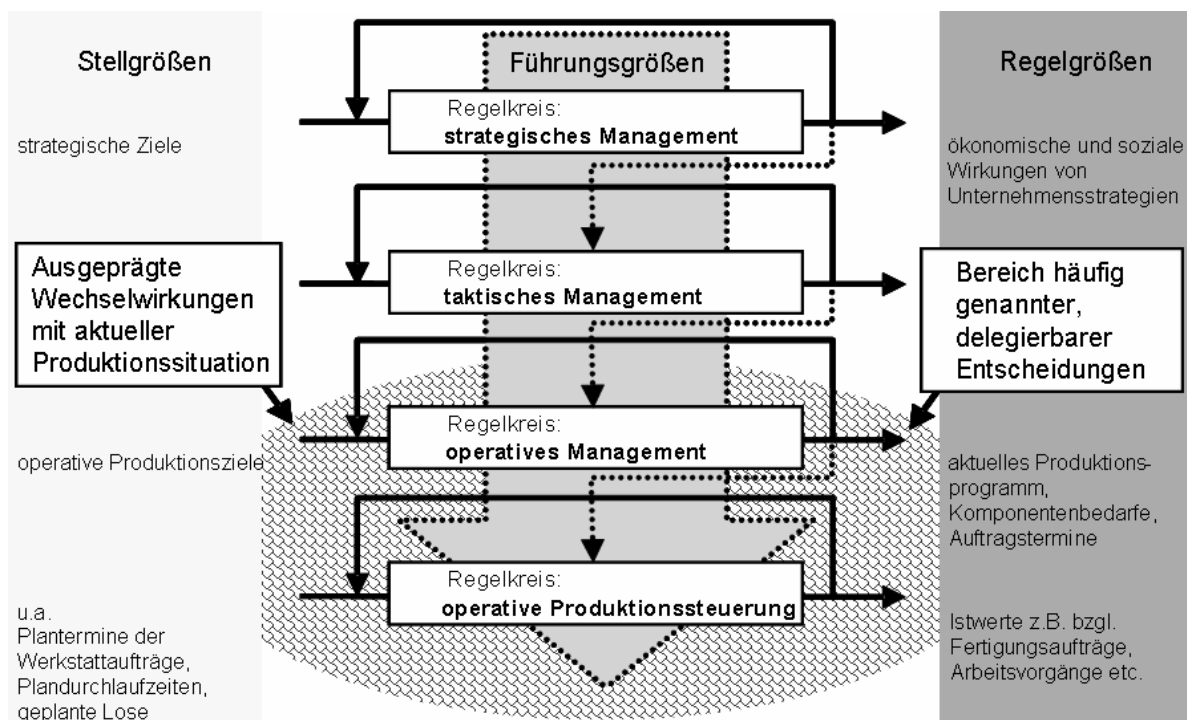 Stellgrößen
Führungsgrößen
Regelgrößen
Regelkreis:
strategisches Management
strategische Ziele
ökonomische und soziale
Wirkungen von
Unternehmensstrategien
Ausgeprägte
Wechselwirkungen
mit aktueller
Produktionssituation
Regelkreis:
taktisches Management
Bereich häufig
genannter,
delegierbarer
Entscheidungen
Regelkreis:
operatives Management
operative Produktionsziele
aktuelles Produktions-
programm,
Komponentenbedarfe,
Auftragstermine
Regelkreis:
operative Produktionssteuerung
u.a.
Plantermine der
Werkstattaufträge,
Plandurchlaufzeiten,
geplante Lose
Istwerte z.B. bzgl.
Fertigungsaufträge,
Arbeitsvorgänge etc.